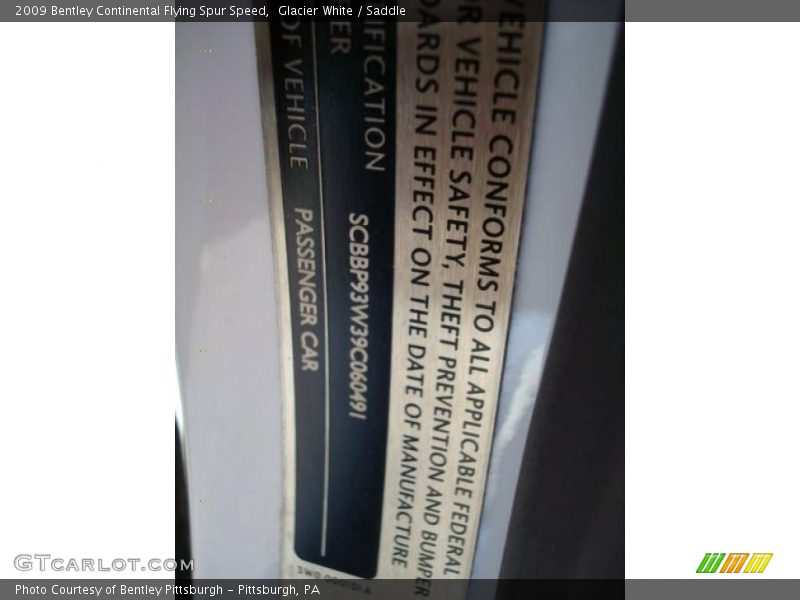 2009 Bentley Continental Flying Spur Speed,  Glacier White / Saddle
VEHICLE CONFORMS TO ALL APPLICABLE FEDERAL
OR VEHICLE SAFETY, THEFT PREVENTION AND BUMPER
DARDS IN EFFECT ON THE DATE OF MANUFACTURE
IFICATION
ER
SCBBP93W39C060491
OF VEHICLE
PASSENGER CAR
GTcarlot.com
Photo Courtesy of Bentley Pittsburgh - Pittsburgh, PA